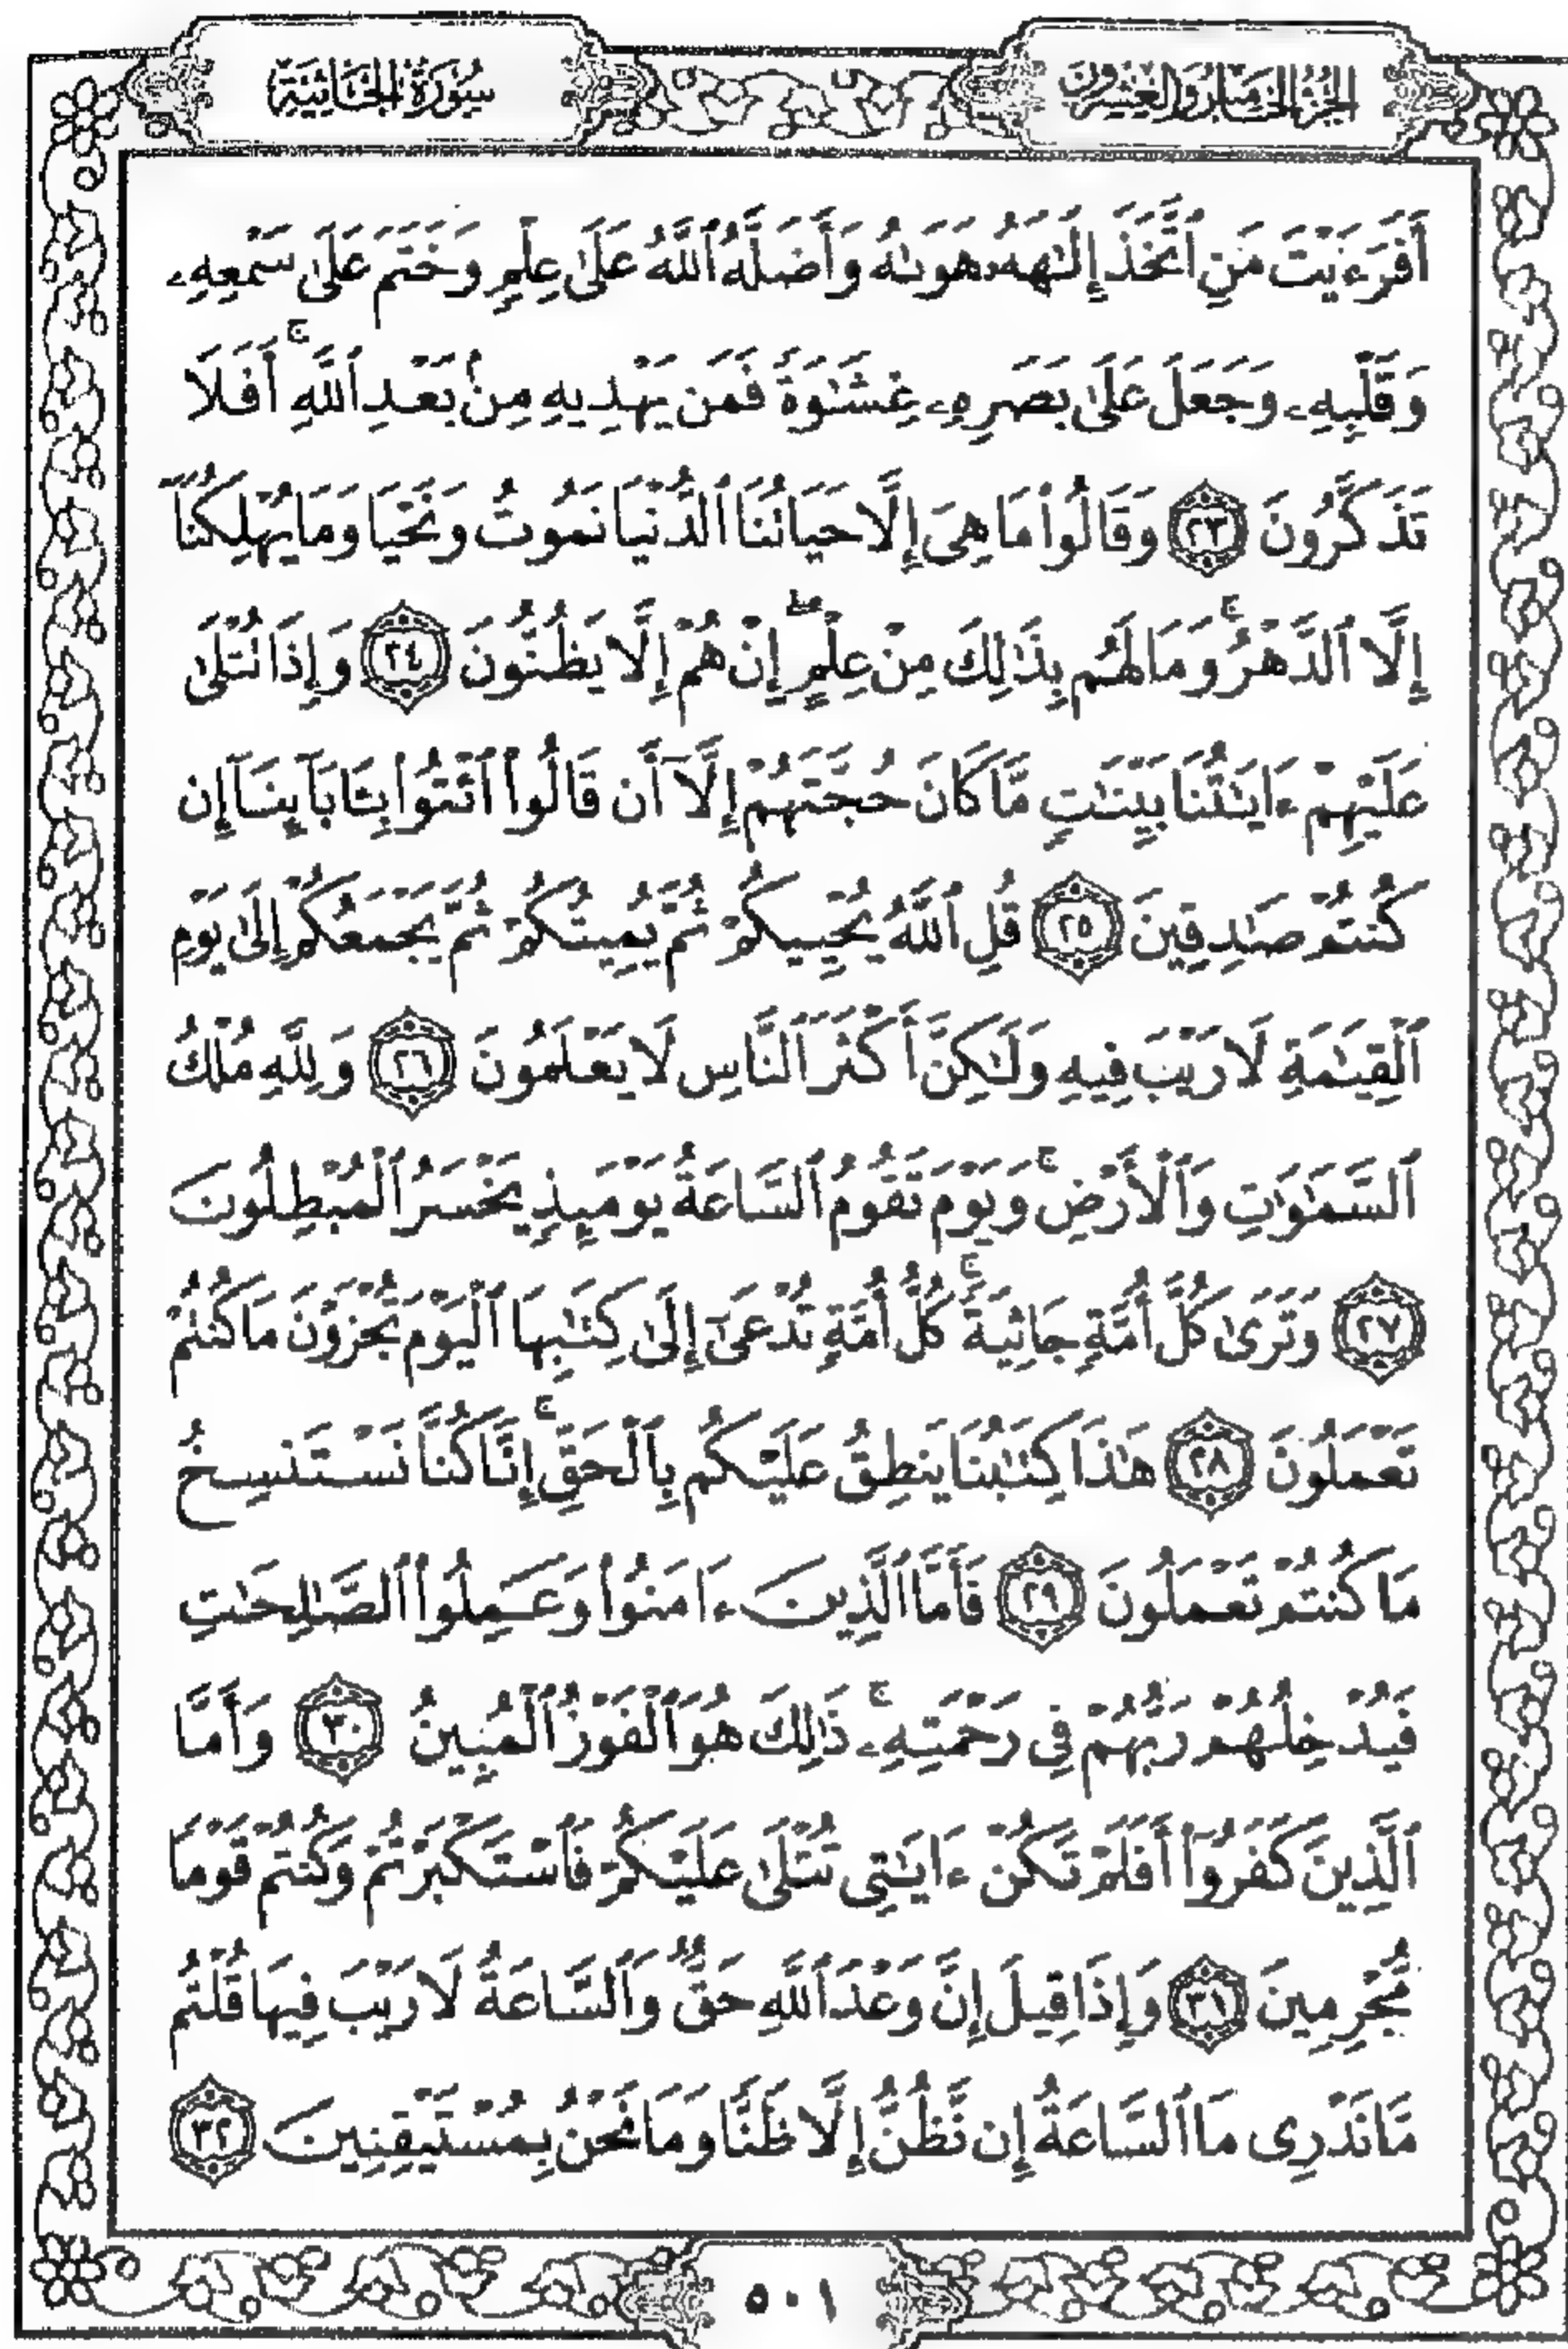 الجزء الخامس والعشرون
سورة الجاثية
أَفَرَءَيْتَ مَنِ ٱتَّخَذَ إِلَٰهَهُۥ هَوَىٰهُ وَأَضَلَّهُ ٱللَّهُ عَلَىٰ عِلْمٍ وَخَتَمَ عَلَىٰ سَمْعِهِۦ
وَقَلْبِهِۦ وَجَعَلَ عَلَىٰ بَصَرِهِۦ غِشَٰوَةً فَمَن يَهْدِيهِ مِنۢ بَعْدِ ٱللَّهِ ۚ أَفَلَا
تَذَكَّرُونَ ٢٣ وَقَالُوا۟ مَا هِىَ إِلَّا حَيَاتُنَا ٱلدُّنْيَا نَمُوتُ وَنَحْيَا وَمَا يُهْلِكُنَآ
إِلَّا ٱلدَّهْرُ ۚ وَمَا لَهُم بِذَٰلِكَ مِنْ عِلْمٍ ۖ إِنْ هُمْ إِلَّا يَظُنُّونَ ٢٤ وَإِذَا تُتْلَىٰ
عَلَيْهِمْ ءَايَٰتُنَا بَيِّنَٰتٍ مَّا كَانَ حُجَّتَهُمْ إِلَّآ أَن قَالُوا۟ ٱئْتُوا۟ بِـَٔابَآئِنَآ إِن
كُنتُمْ صَٰدِقِينَ ٢٥ قُلِ ٱللَّهُ يُحْيِيكُمْ ثُمَّ يُمِيتُكُمْ ثُمَّ يَجْمَعُكُمْ إِلَىٰ يَوْمِ
ٱلْقِيَٰمَةِ لَا رَيْبَ فِيهِ وَلَٰكِنَّ أَكْثَرَ ٱلنَّاسِ لَا يَعْلَمُونَ ٢٦ وَلِلَّهِ مُلْكُ
ٱلسَّمَٰوَٰتِ وَٱلْأَرْضِ ۚ وَيَوْمَ تَقُومُ ٱلسَّاعَةُ يَوْمَئِذٍ يَخْسَرُ ٱلْمُبْطِلُونَ
٢٧ وَتَرَىٰ كُلَّ أُمَّةٍ جَاثِيَةً ۚ كُلُّ أُمَّةٍ تُدْعَىٰٓ إِلَىٰ كِتَٰبِهَا ٱلْيَوْمَ تُجْزَوْنَ مَا كُنتُمْ
تَعْمَلُونَ ٢٨ هَٰذَا كِتَٰبُنَا يَنطِقُ عَلَيْكُم بِٱلْحَقِّ ۚ إِنَّا كُنَّا نَسْتَنسِخُ
مَا كُنتُمْ تَعْمَلُونَ ٢٩ فَأَمَّا ٱلَّذِينَ ءَامَنُوا۟ وَعَمِلُوا۟ ٱلصَّٰلِحَٰتِ
فَيُدْخِلُهُمْ رَبُّهُمْ فِى رَحْمَتِهِۦ ۚ ذَٰلِكَ هُوَ ٱلْفَوْزُ ٱلْمُبِينُ ٣٠ وَأَمَّا
ٱلَّذِينَ كَفَرُوٓا۟ أَفَلَمْ تَكُنْ ءَايَٰتِى تُتْلَىٰ عَلَيْكُمْ فَٱسْتَكْبَرْتُمْ وَكُنتُمْ قَوْمًا
مُّجْرِمِينَ ٣١ وَإِذَا قِيلَ إِنَّ وَعْدَ ٱللَّهِ حَقٌّ وَٱلسَّاعَةُ لَا رَيْبَ فِيهَا قُلْتُم
مَّا نَدْرِى مَا ٱلسَّاعَةُ إِن نَّظُنُّ إِلَّا ظَنًّا وَمَا نَحْنُ بِمُسْتَيْقِنِينَ ٣٢
٥٠١